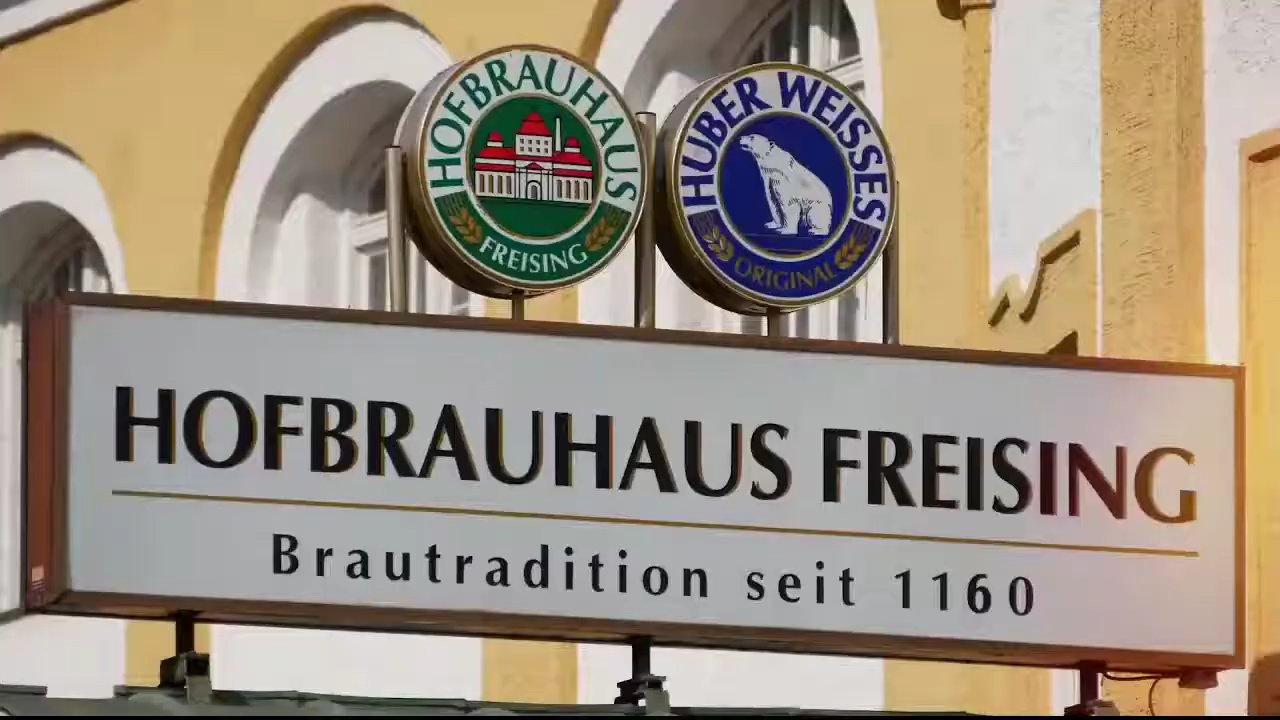 HOFBRAUHAUS
FREISING
HUBER WEISSES
ORIGINAL
HOFBRAUHAUS FREISING
Brautradition seit 1160